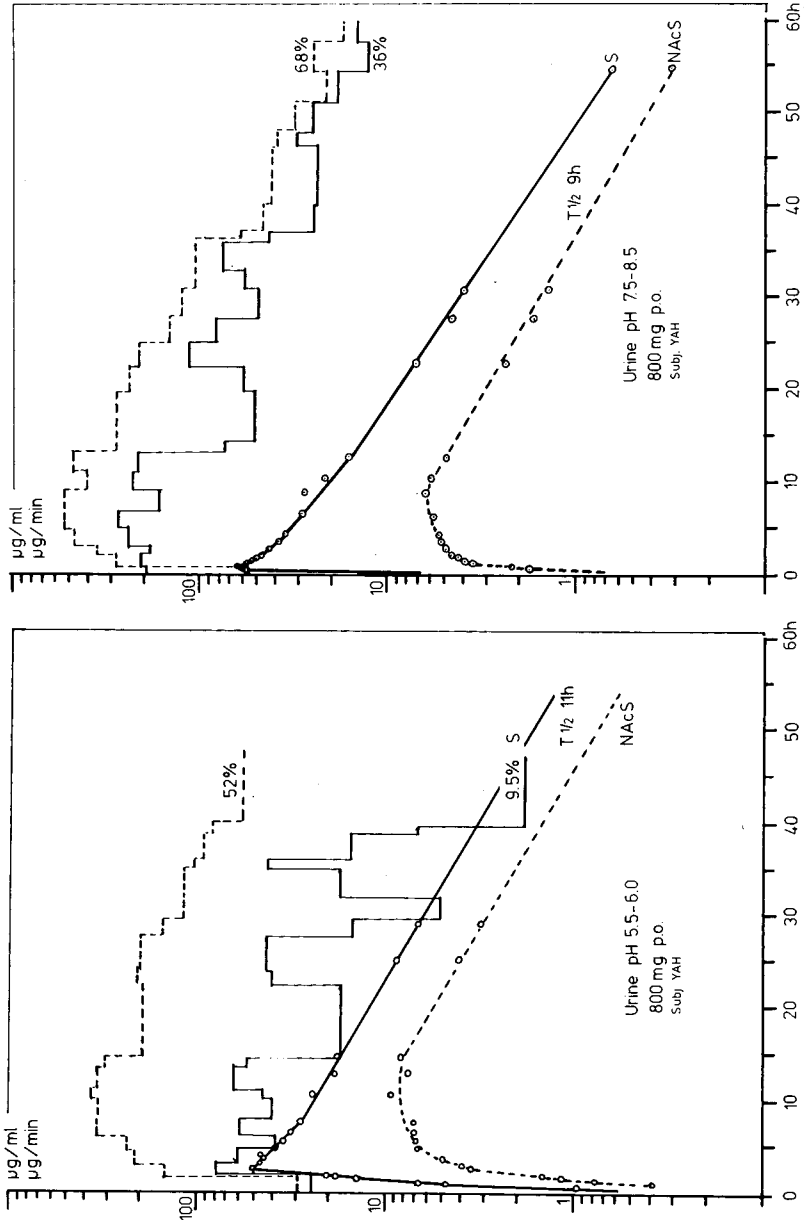 µg/ml
µg/min
100
10
1
0
10
20
30
40
50
60h
68%
36%
S
NAcS
T½ 9h
Urine pH 7.5-8.5
800 mg p.o.
Subj. YAH
µg/ml
µg/min
100
10
1
0
10
20
30
40
50
60h
52%
9.5%
S
T½ 11h
NAcS
Urine pH 5.5-6.0
800 mg p.o.
Subj YAH